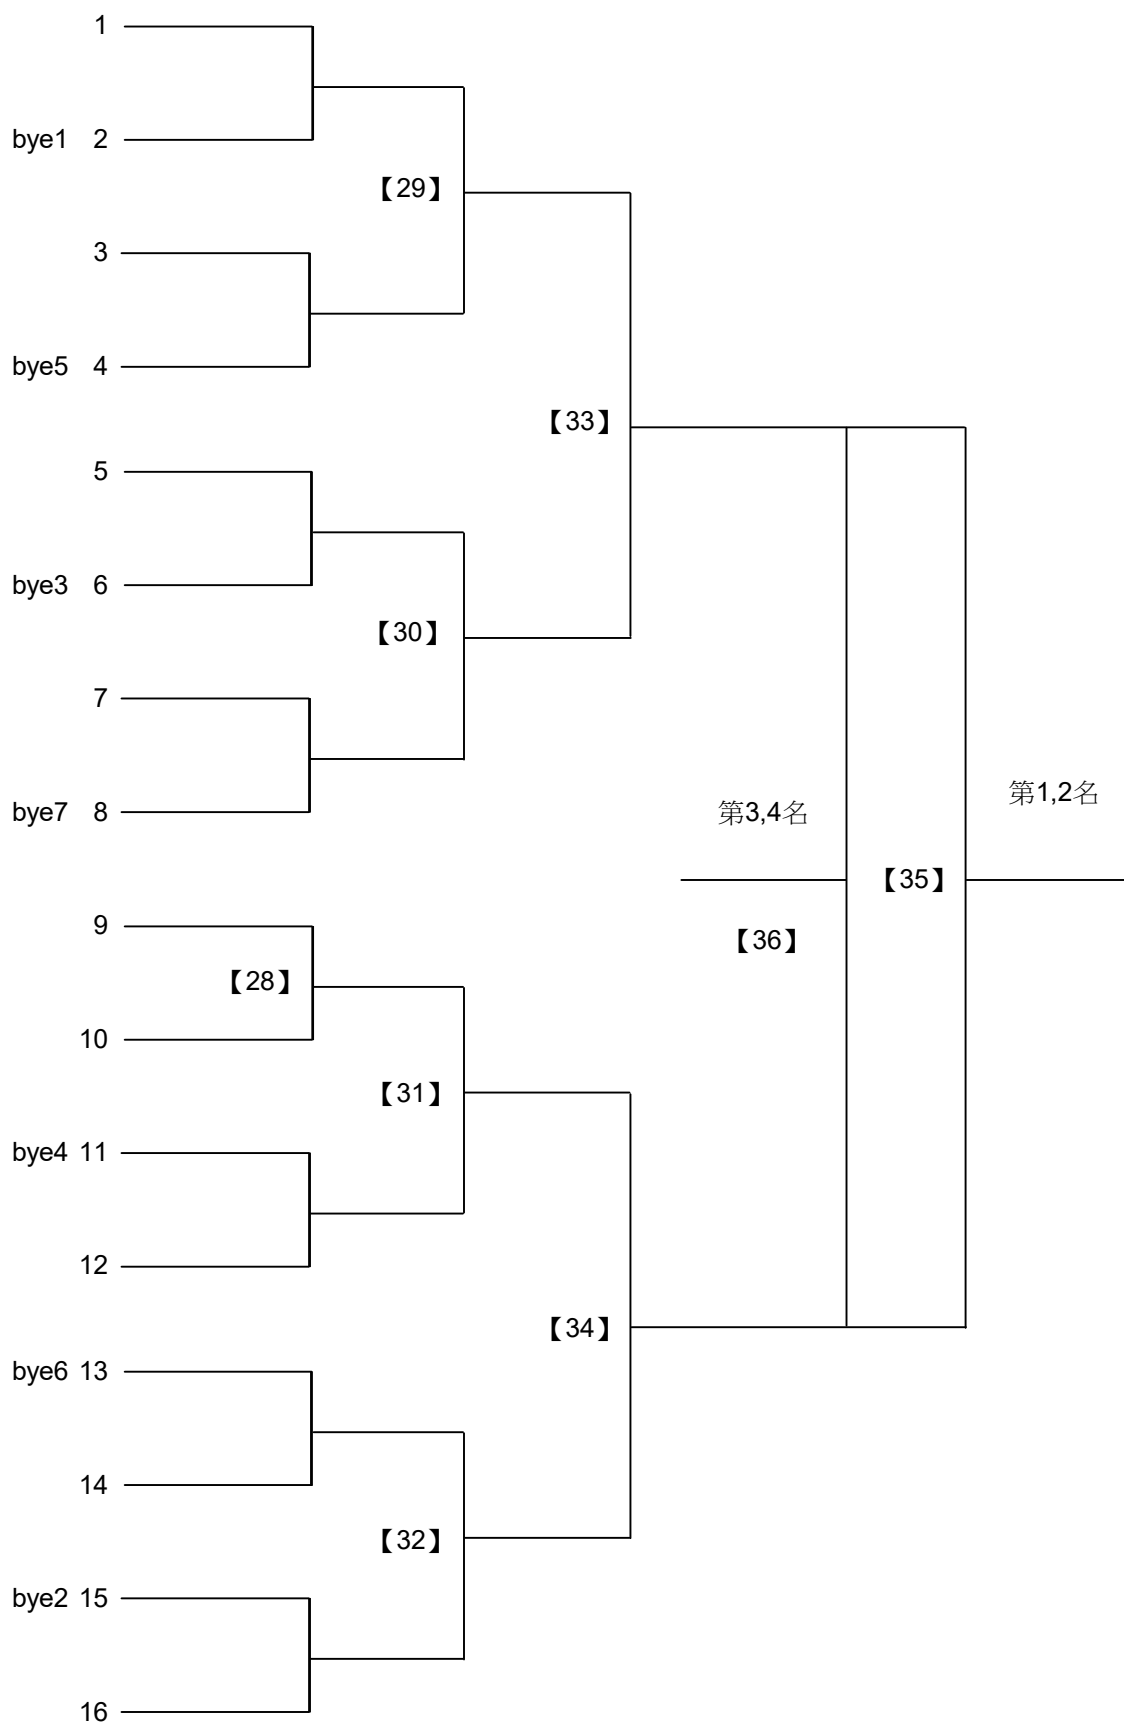 1
bye1 2
【29】
3
bye5 4
【33】
5
bye3 6
【30】
7
第1,2名
bye7 8
第3,4名
【35】
9
【36】
【28】
10
【31】
bye4 11
12
【34】
bye6 13
14
【32】
bye2 15
16